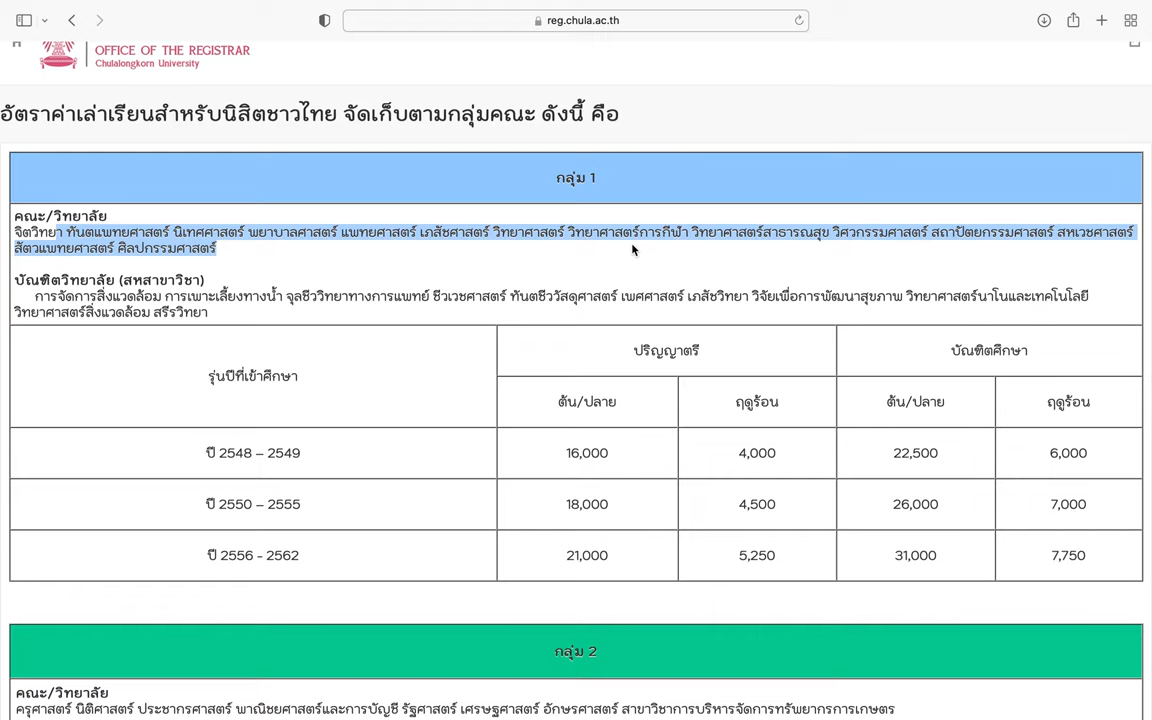 reg.chula.ac.th
OFFICE OF THE REGISTRAR
Chulalongkorn University
อัตราค่าเล่าเรียนสำหรับนิสิตชาวไทย จัดเก็บตามกลุ่มคณะ ดังนี้ คือ
กลุ่ม 1
คณะ/วิทยาลัย
จิตวิทยา ทันตแพทยศาสตร์ นิเทศศาสตร์ พยาบาลศาสตร์ แพทยศาสตร์ เภสัชศาสตร์ วิทยาศาสตร์ วิทยาศาสตร์การกีฬา วิทยาศาสตร์สาธารณสุข วิศวกรรมศาสตร์ สถาปัตยกรรมศาสตร์ สหเวชศาสตร์
สัตวแพทยศาสตร์ ศิลปกรรมศาสตร์
บัณฑิตวิทยาลัย (สหสาขาวิชา)
การจัดการสิ่งแวดล้อม การเพาะเลี้ยงทางน้ำ จุลชีววิทยาทางการแพทย์ ชีวเวชศาสตร์ ทันตชีววัสดุศาสตร์ เพศศาสตร์ เภสัชวิทยา วิจัยเพื่อการพัฒนาสุขภาพ วิทยาศาสตร์นาโนและเทคโนโลยี
วิทยาศาสตร์สิ่งแวดล้อม สรีรวิทยา
รุ่นปีที่เข้าศึกษา ปริญญาตรี บัณฑิตศึกษา
ต้น/ปลาย ฤดูร้อน ต้น/ปลาย ฤดูร้อน
ปี 2548 – 2549 16,000 4,000 22,500 6,000
ปี 2550 – 2555 18,000 4,500 26,000 7,000
ปี 2556 - 2562 21,000 5,250 31,000 7,750
กลุ่ม 2
คณะ/วิทยาลัย
ครุศาสตร์ นิติศาสตร์ ประชากรศาสตร์ พาณิชยศาสตร์และการบัญชี รัฐศาสตร์ เศรษฐศาสตร์ อักษรศาสตร์ สาขาวิชาการบริหารจัดการทรัพยากรการเกษตร